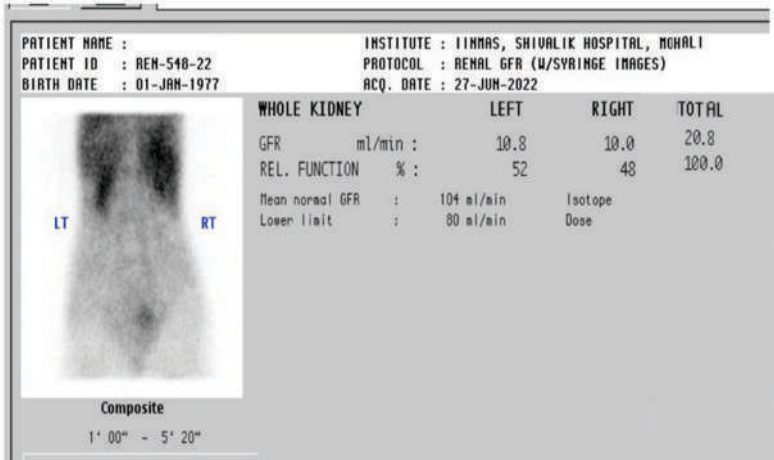 PATIENT NAME :
PATIENT ID : REN-548-22
BIRTH DATE : 01-JAN-1977
INSTITUTE : IINMAS, SHIVALIK HOSPITAL, MOHALI
PROTOCOL : RENAL GFR (W/SYRINGE IMAGES)
ACQ. DATE : 27-JUN-2022
WHOLE KIDNEY LEFT RIGHT TOTAL
GFR ml/min : 10.8 10.0 20.8
REL. FUNCTION % : 52 48 100.0
Mean normal GFR : 104 ml/min Isotope
Lower limit : 80 ml/min Dose
LT RT
Composite
1' 00" - 5' 20"